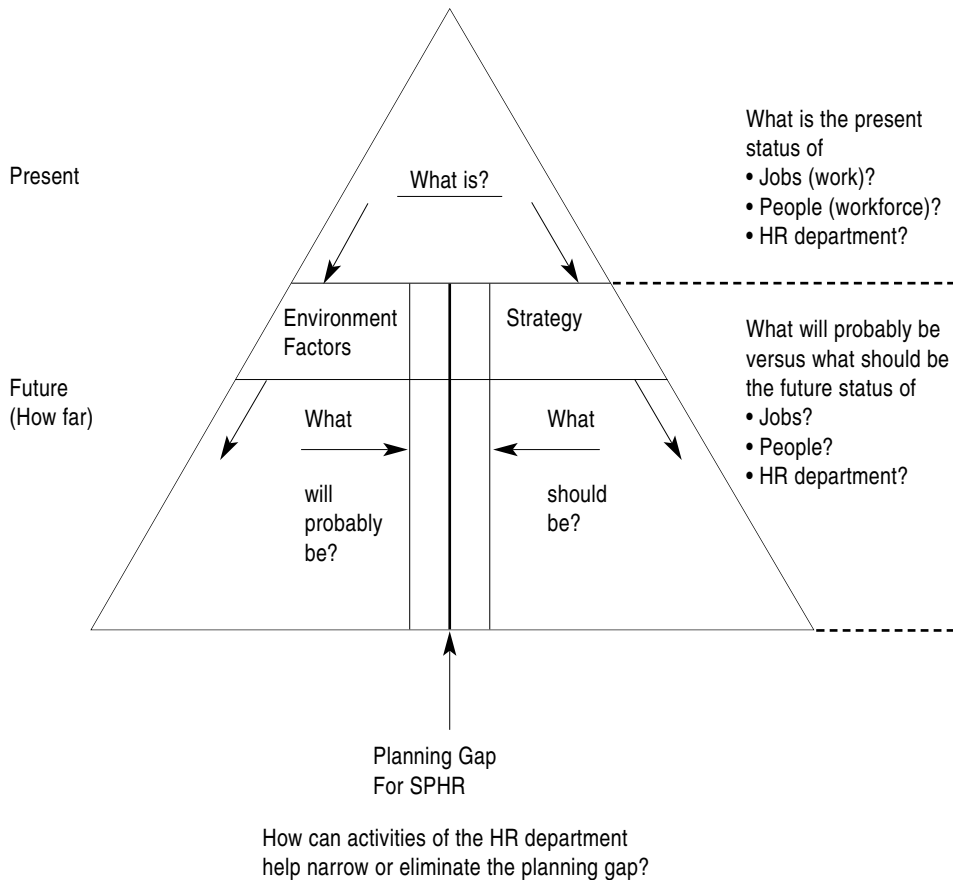 Present
What is?
What is the present
status of
• Jobs (work)?
• People (workforce)?
• HR department?
Environment
Factors
Strategy
Future
(How far)
What
will
probably
be?
What
should
be?
What will probably be
versus what should be
the future status of
• Jobs?
• People?
• HR department?
Planning Gap
For SPHR
How can activities of the HR department
help narrow or eliminate the planning gap?